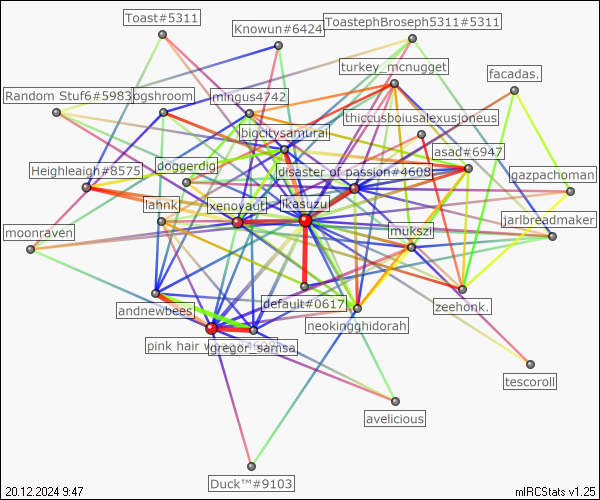 Toast#5311
Knowun#6424
ToastephBroseph5311#5311
turkey_mcnugget
facadas.
Random Stuf6#5983
ogshroom
mingus4742
thiccusboiusalexusjoneus
bigcitysamurai
asad#6947
doggerdig
disaster of passion#4608
gazpachoman
Heighleaigh#8575
lahnk
xenoyaut
ikasuzu
jarlbreadmaker
moonraven
mukszi
andnewbees
default#0617
zeehonk.
neokingghidorah
pink hair
gregor_samsa
tescoroll
avelicious
Duck™#9103
20.12.2024 9:47
mIRCStats v1.25